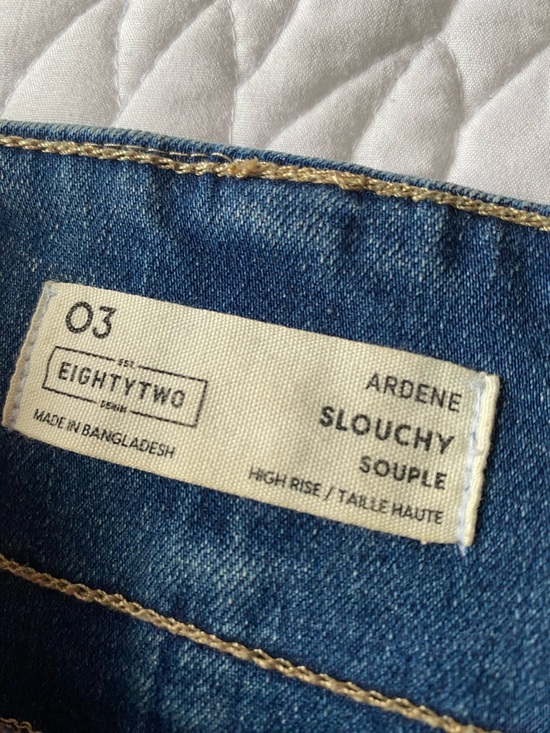 03
EST.
EIGHTYTWO
DENIM
MADE IN BANGLADESH
ARDENE
SLOUCHY
SOUPLE
HIGH RISE / TAILLE HAUTE